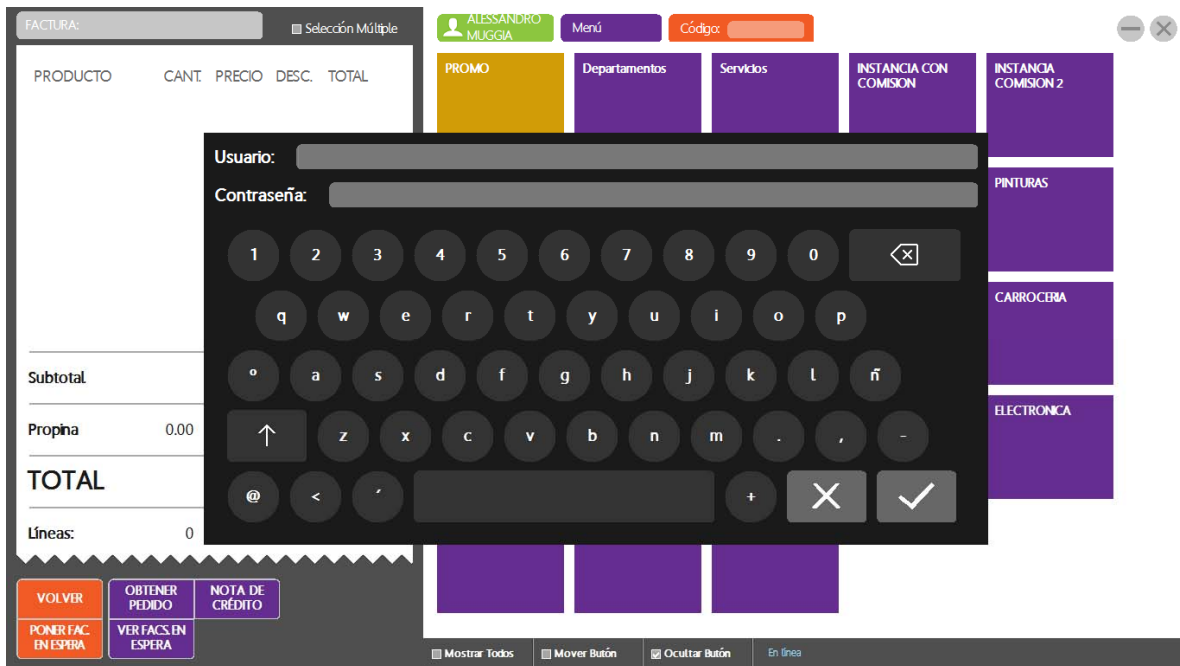 FACTURA:
Selección Múltiple
ALESSANDRO
MUGGIA
Menú
Código:
PRODUCTO CANT. PRECIO DESC. TOTAL
PROMO
Departamentos
Servicios
INSTANCIA CON
COMISION
INSTANCIA
COMISION 2
Usuario:
Contraseña:
PINTURAS
1 2 3 4 5 6 7 8 9 0
q w e r t y u i o p
CARROCERIA
Subtotal
º a s d f g h j k l ñ
Propina 0.00
z x c v b n m . , -
ELECTRONICA
TOTAL
@ < ´ +
Líneas: 0
VOLVER
OBTENER
PEDIDO
NOTA DE
CRÉDITO
PONER FAC.
EN ESPERA
VER FACS. EN
ESPERA
Mostrar Todos
Mover Butón
Ocultar Butón
En línea